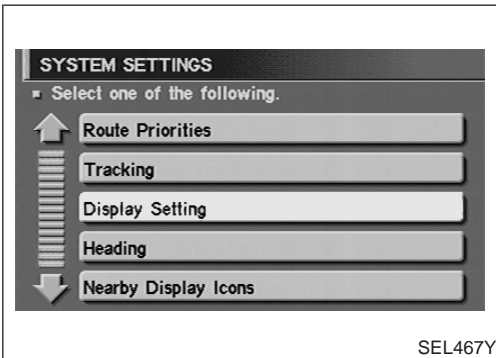 SYSTEM SETTINGS
Select one of the following.
Route Priorities
Tracking
Display Setting
Heading
Nearby Display Icons
SEL467Y